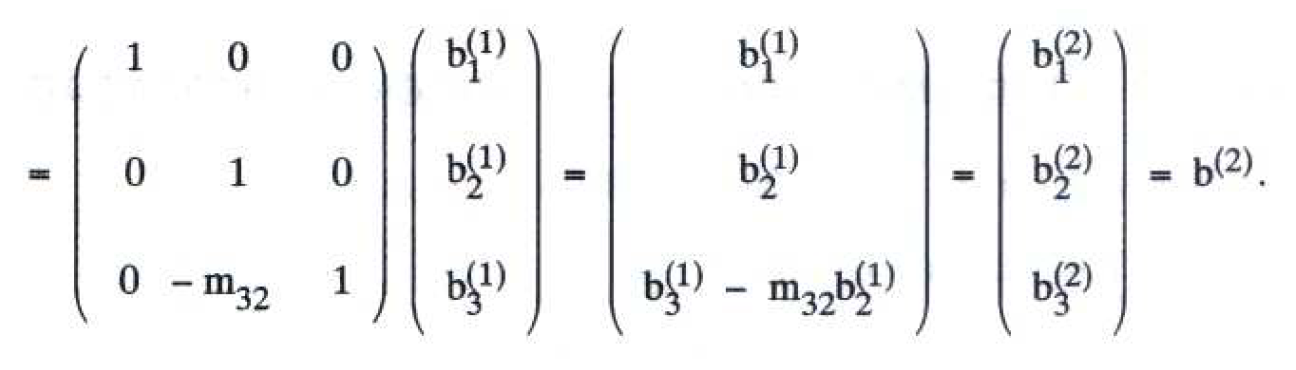 = ( 1 0 0 ) ( b₁⁽¹⁾ ) ( b₁⁽¹⁾ ) ( b₁⁽²⁾ )
0 1 0 b₂⁽¹⁾ = b₂⁽¹⁾ = b₂⁽²⁾ = b⁽²⁾.
0 − m₃₂ 1 b₃⁽¹⁾ b₃⁽¹⁾ − m₃₂b₂⁽¹⁾ b₃⁽²⁾